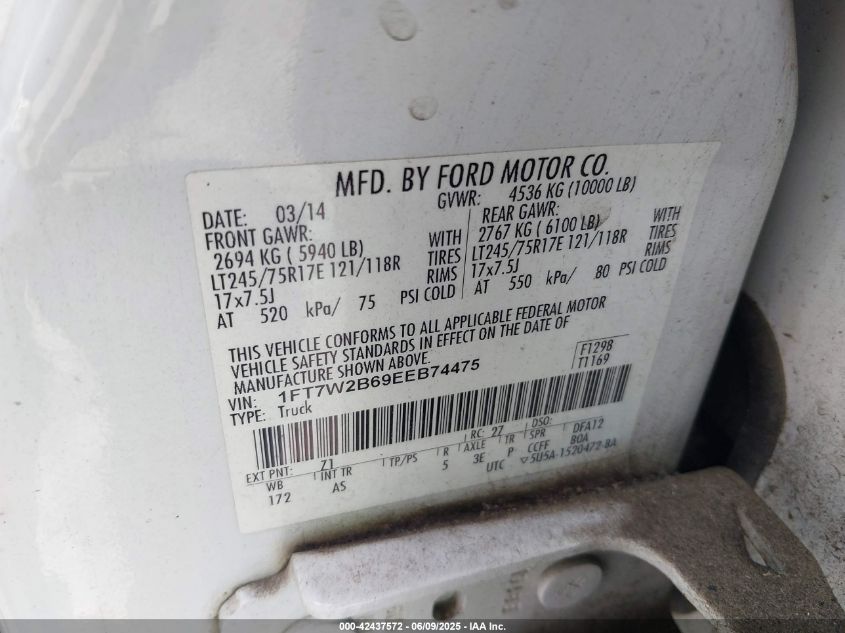 MFD. BY FORD MOTOR CO.
DATE: 03/14 GVWR: 4536 KG (10000 LB)
FRONT GAWR: REAR GAWR:
2694 KG ( 5940 LB) WITH 2767 KG ( 6100 LB) WITH
LT245/75R17E 121/118R TIRES LT245/75R17E 121/118R TIRES
17x7.5J RIMS 17x7.5J RIMS
AT 520 kPa/ 75 PSI COLD AT 550 kPa/ 80 PSI COLD
THIS VEHICLE CONFORMS TO ALL APPLICABLE FEDERAL MOTOR
VEHICLE SAFETY STANDARDS IN EFFECT ON THE DATE OF
MANUFACTURE SHOWN ABOVE.
VIN: 1FT7W2B69EEB74475 F1298
TYPE: Truck T1169
RC: 27 DSO:
EXT PNT: Z1 TP/PS R AXLE TR SPR DFA12
WB INT TR 5 3E P CCFF BOA
172 AS UTC ▽5U5A-1520472-BA
000-42437572 - 06/09/2025 - IAA Inc.